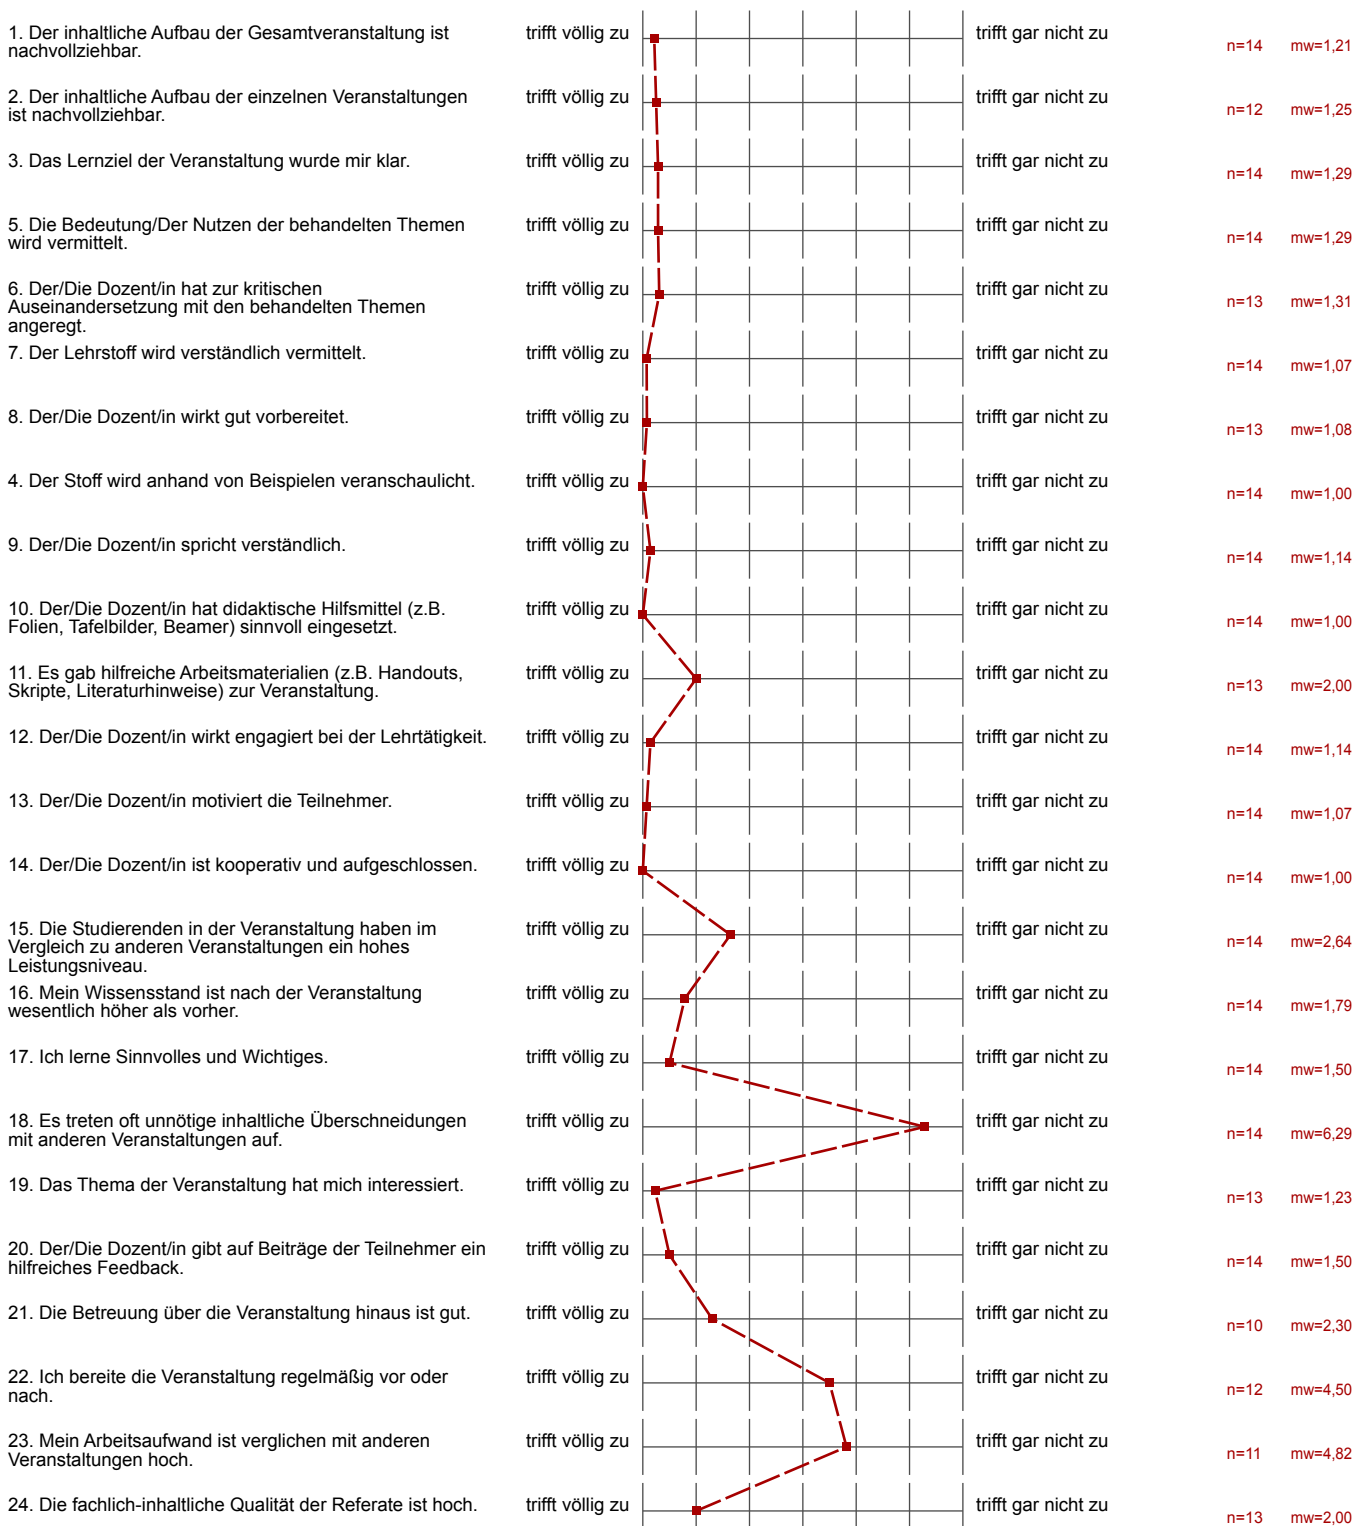 1. Der inhaltliche Aufbau der Gesamtveranstaltung ist
nachvollziehbar.
trifft völlig zu
trifft gar nicht zu
n=14 mw=1,21
2. Der inhaltliche Aufbau der einzelnen Veranstaltungen
ist nachvollziehbar.
trifft völlig zu
trifft gar nicht zu
n=12 mw=1,25
3. Das Lernziel der Veranstaltung wurde mir klar.
trifft völlig zu
trifft gar nicht zu
n=14 mw=1,29
5. Die Bedeutung/Der Nutzen der behandelten Themen
wird vermittelt.
trifft völlig zu
trifft gar nicht zu
n=14 mw=1,29
6. Der/Die Dozent/in hat zur kritischen
Auseinandersetzung mit den behandelten Themen
angeregt.
trifft völlig zu
trifft gar nicht zu
n=13 mw=1,31
7. Der Lehrstoff wird verständlich vermittelt.
trifft völlig zu
trifft gar nicht zu
n=14 mw=1,07
8. Der/Die Dozent/in wirkt gut vorbereitet.
trifft völlig zu
trifft gar nicht zu
n=13 mw=1,08
4. Der Stoff wird anhand von Beispielen veranschaulicht.
trifft völlig zu
trifft gar nicht zu
n=14 mw=1,00
9. Der/Die Dozent/in spricht verständlich.
trifft völlig zu
trifft gar nicht zu
n=14 mw=1,14
10. Der/Die Dozent/in hat didaktische Hilfsmittel (z.B.
Folien, Tafelbilder, Beamer) sinnvoll eingesetzt.
trifft völlig zu
trifft gar nicht zu
n=14 mw=1,00
11. Es gab hilfreiche Arbeitsmaterialien (z.B. Handouts,
Skripte, Literaturhinweise) zur Veranstaltung.
trifft völlig zu
trifft gar nicht zu
n=13 mw=2,00
12. Der/Die Dozent/in wirkt engagiert bei der Lehrtätigkeit.
trifft völlig zu
trifft gar nicht zu
n=14 mw=1,14
13. Der/Die Dozent/in motiviert die Teilnehmer.
trifft völlig zu
trifft gar nicht zu
n=14 mw=1,07
14. Der/Die Dozent/in ist kooperativ und aufgeschlossen.
trifft völlig zu
trifft gar nicht zu
n=14 mw=1,00
15. Die Studierenden in der Veranstaltung haben im
Vergleich zu anderen Veranstaltungen ein hohes
Leistungsniveau.
trifft völlig zu
trifft gar nicht zu
n=14 mw=2,64
16. Mein Wissensstand ist nach der Veranstaltung
wesentlich höher als vorher.
trifft völlig zu
trifft gar nicht zu
n=14 mw=1,79
17. Ich lerne Sinnvolles und Wichtiges.
trifft völlig zu
trifft gar nicht zu
n=14 mw=1,50
18. Es treten oft unnötige inhaltliche Überschneidungen
mit anderen Veranstaltungen auf.
trifft völlig zu
trifft gar nicht zu
n=14 mw=6,29
19. Das Thema der Veranstaltung hat mich interessiert.
trifft völlig zu
trifft gar nicht zu
n=13 mw=1,23
20. Der/Die Dozent/in gibt auf Beiträge der Teilnehmer ein
hilfreiches Feedback.
trifft völlig zu
trifft gar nicht zu
n=14 mw=1,50
21. Die Betreuung über die Veranstaltung hinaus ist gut.
trifft völlig zu
trifft gar nicht zu
n=10 mw=2,30
22. Ich bereite die Veranstaltung regelmäßig vor oder
nach.
trifft völlig zu
trifft gar nicht zu
n=12 mw=4,50
23. Mein Arbeitsaufwand ist verglichen mit anderen
Veranstaltungen hoch.
trifft völlig zu
trifft gar nicht zu
n=11 mw=4,82
24. Die fachlich-inhaltliche Qualität der Referate ist hoch.
trifft völlig zu
trifft gar nicht zu
n=13 mw=2,00